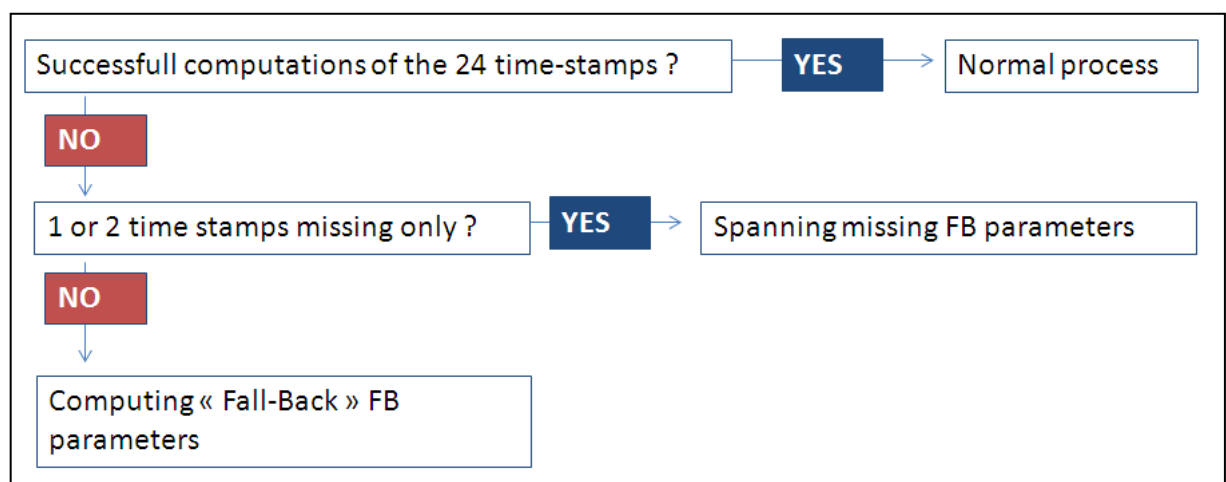 Successfull computations of the 24 time-stamps ?
YES
Normal process
NO
1 or 2 time stamps missing only ?
YES
Spanning missing FB parameters
NO
Computing « Fall-Back » FB
parameters